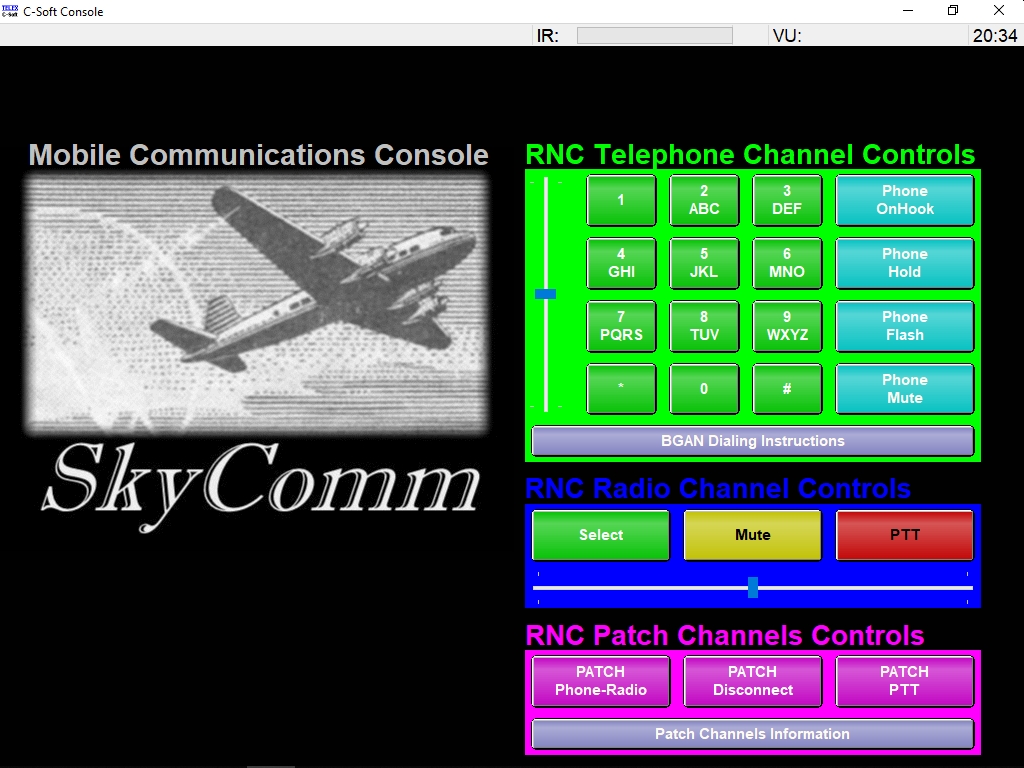 TELEX
C-Soft
C-Soft Console
IR:
VU:
20:34
Mobile Communications Console
SkyComm
RNC Telephone Channel Controls
1
2
ABC
3
DEF
Phone
OnHook
4
GHI
5
JKL
6
MNO
Phone
Hold
7
PQRS
8
TUV
9
WXYZ
Phone
Flash
*
0
#
Phone
Mute
BGAN Dialing Instructions
RNC Radio Channel Controls
Select
Mute
PTT
RNC Patch Channels Controls
PATCH
Phone-Radio
PATCH
Disconnect
PATCH
PTT
Patch Channels Information